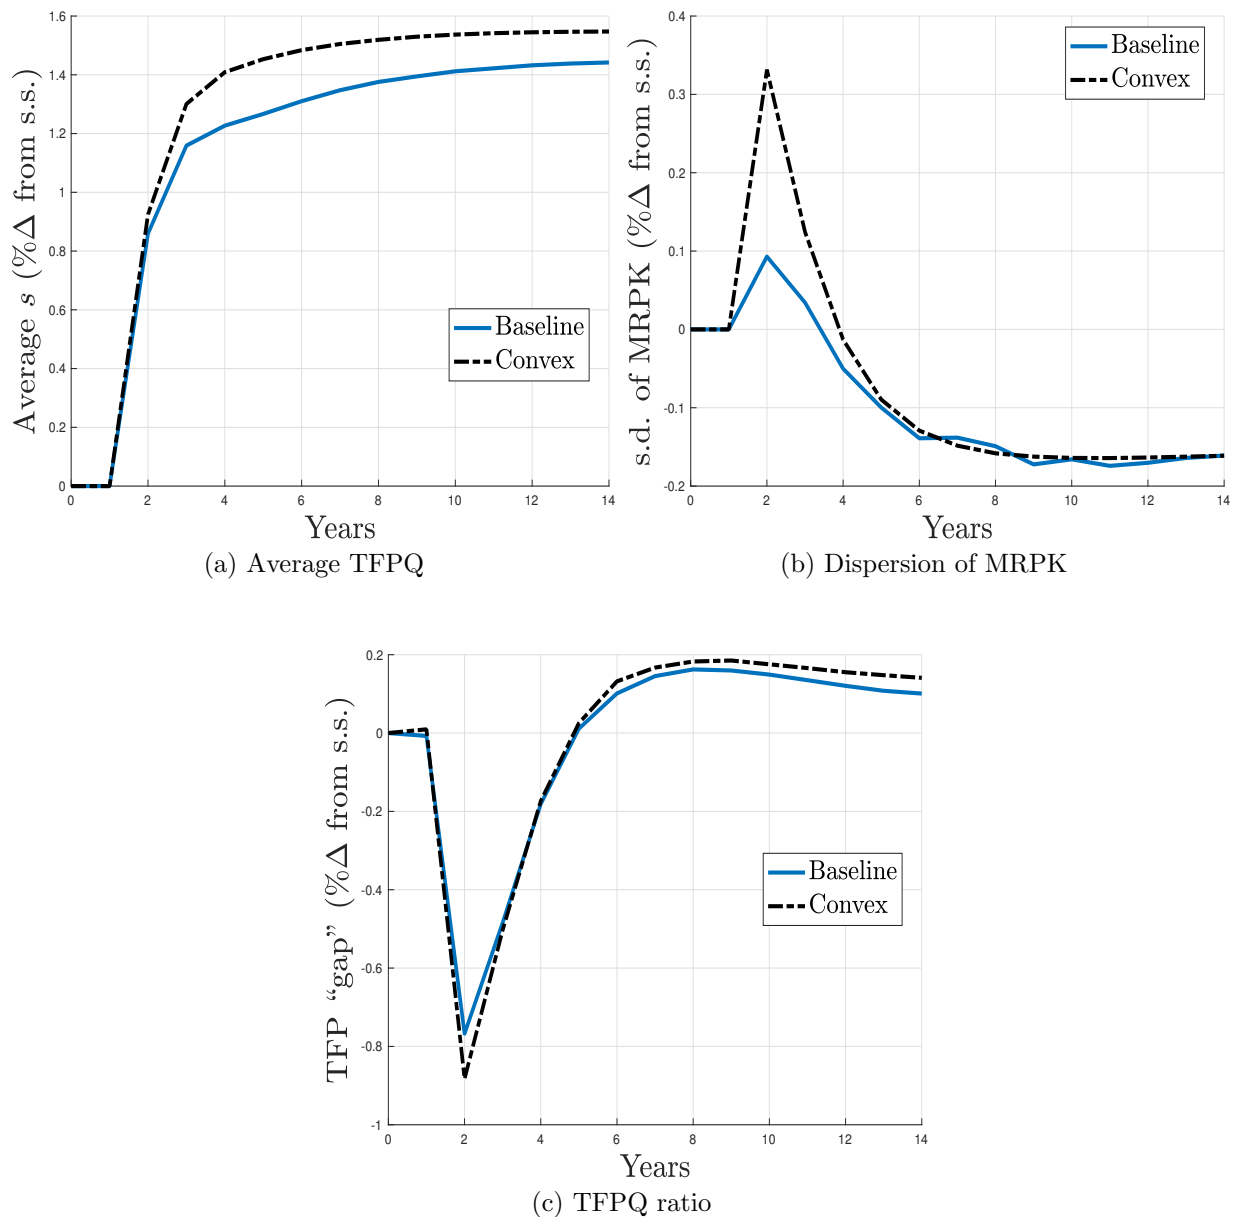 Average s (%Δ from s.s.)
1.6
1.4
1.2
1
0.8
0.6
0.4
0.2
0
Baseline
Convex
0 2 4 6 8 10 12 14
Years
(a) Average TFPQ
s.d. of MRPK (%Δ from s.s.)
0.4
0.3
0.2
0.1
0
-0.1
-0.2
Baseline
Convex
0 2 4 6 8 10 12 14
Years
(b) Dispersion of MRPK
TFP “gap” (%Δ from s.s.)
0.2
0
-0.2
-0.4
-0.6
-0.8
-1
Baseline
Convex
0 2 4 6 8 10 12 14
Years
(c) TFPQ ratio